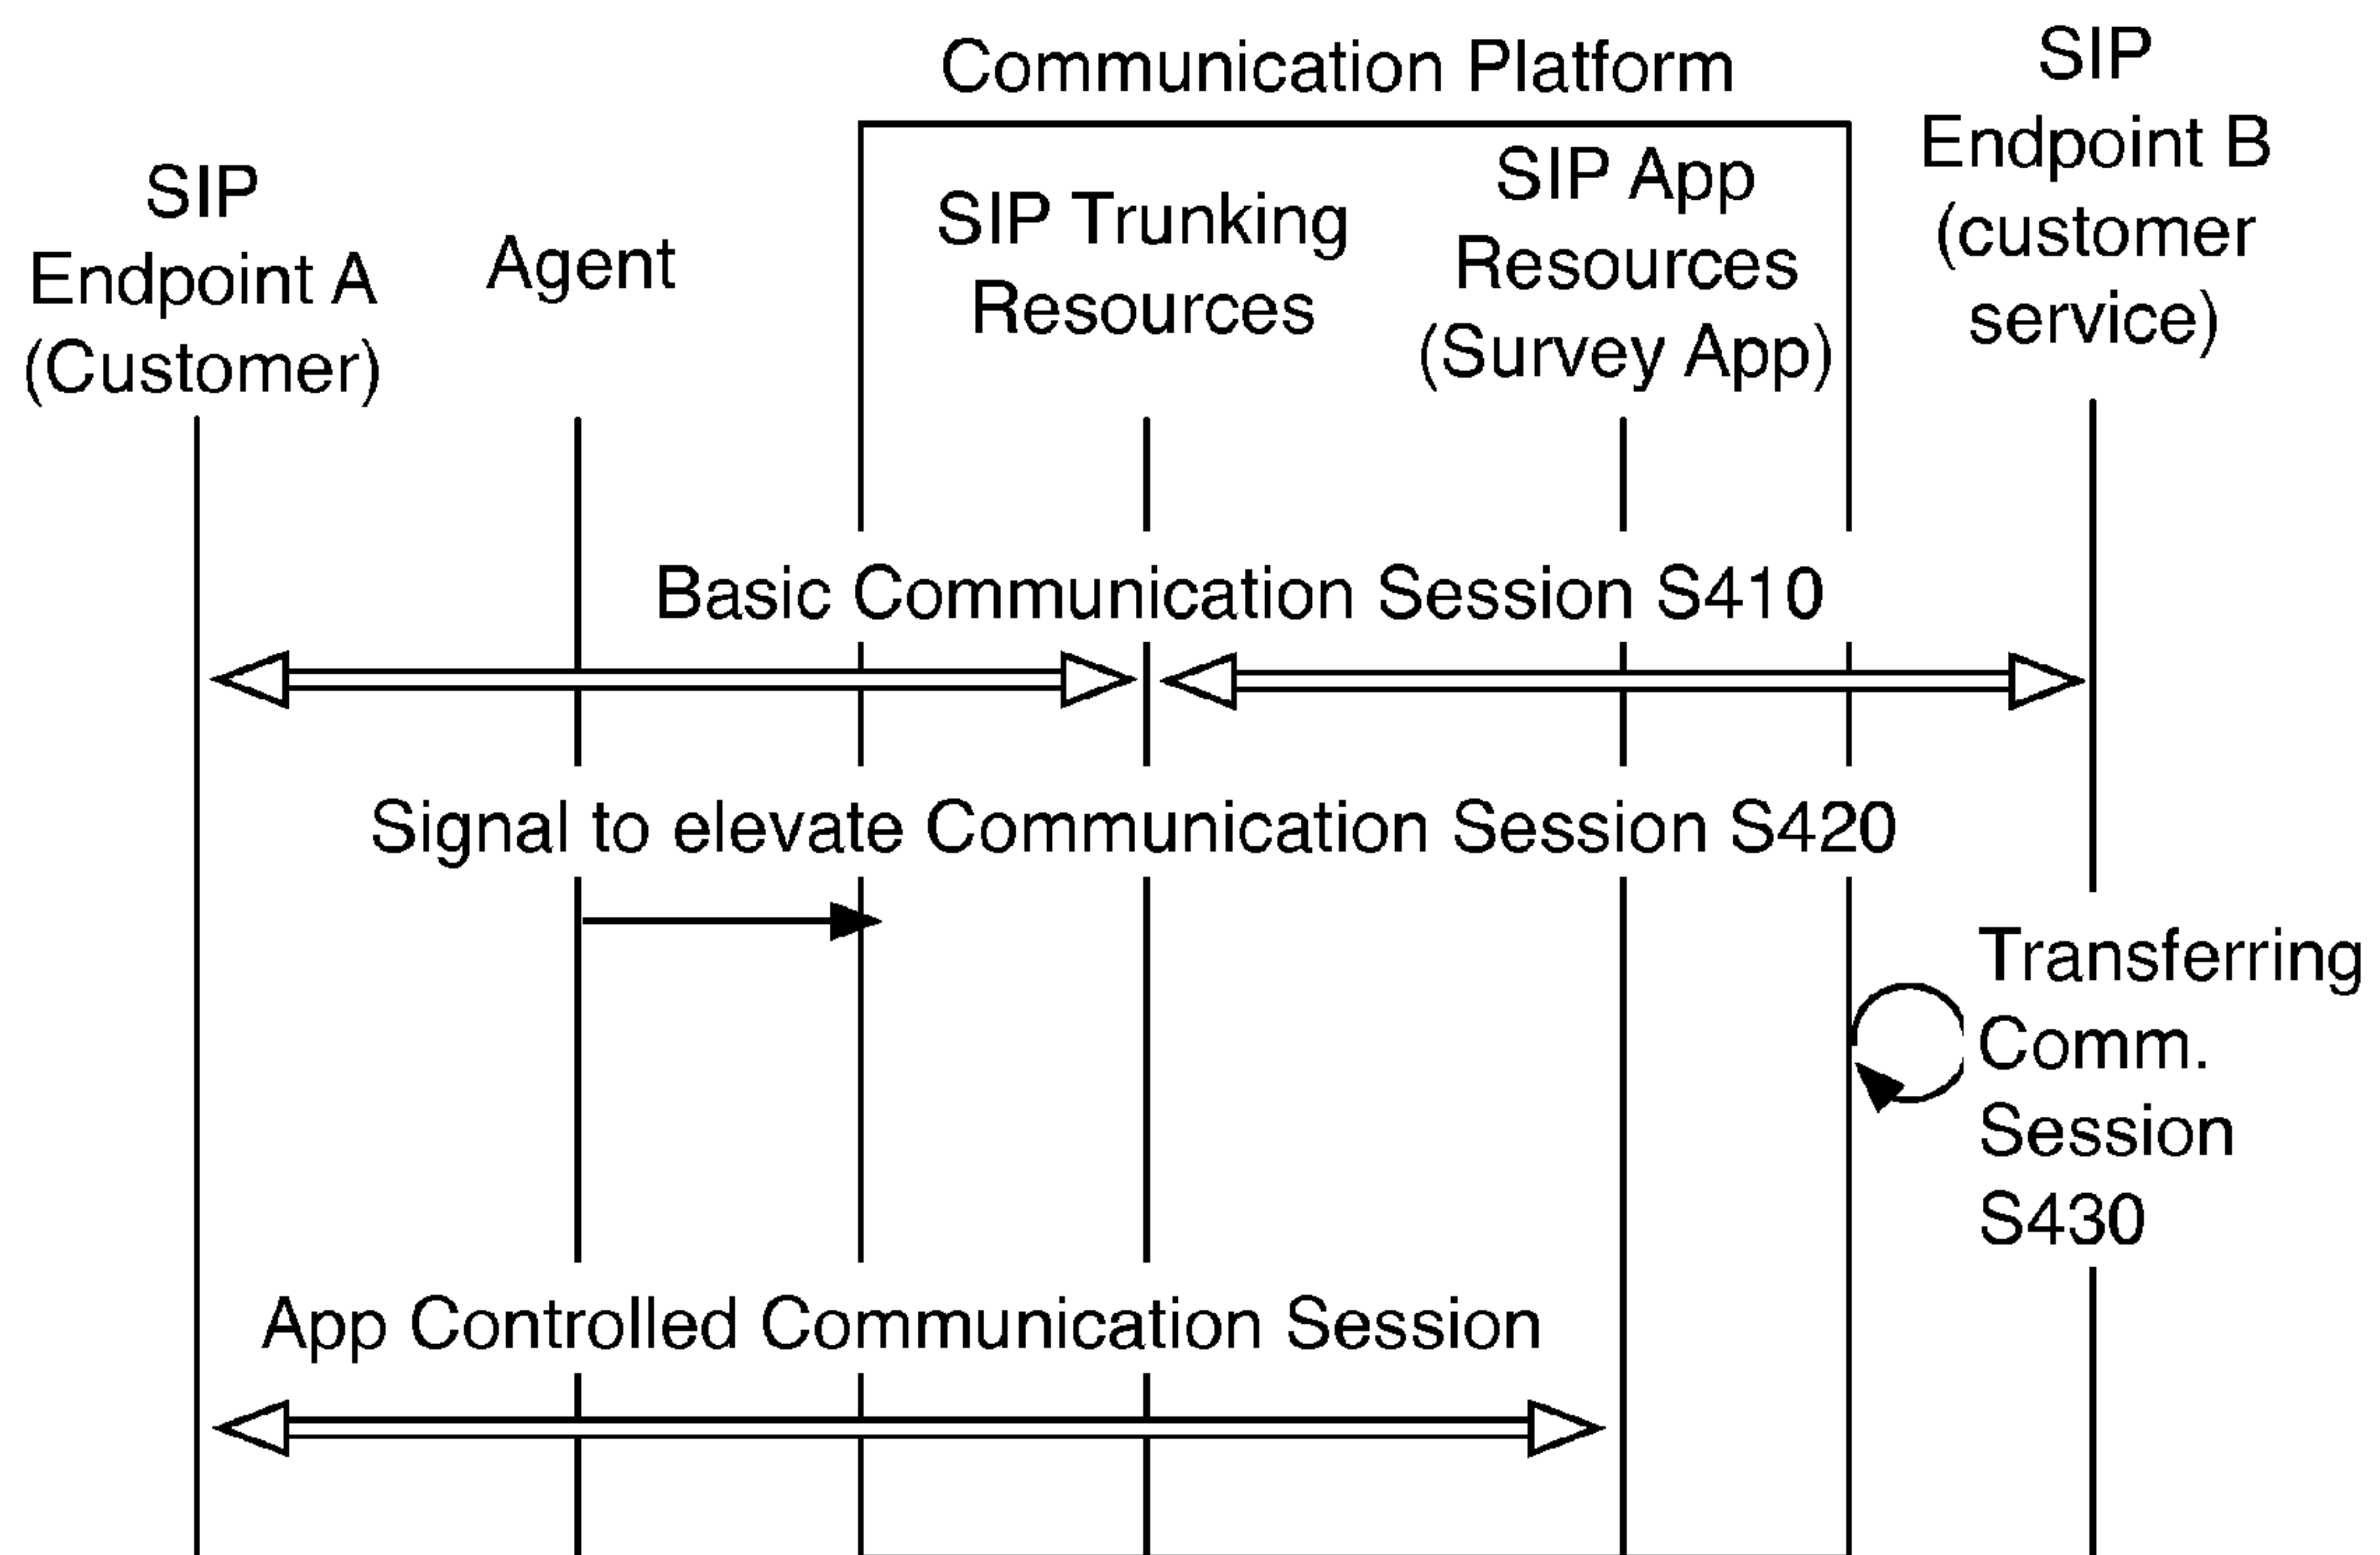 Communication Platform
SIP
Endpoint A
(Customer)
Agent
SIP Trunking
Resources
SIP App
Resources
(Survey App)
SIP
Endpoint B
(customer
service)
Basic Communication Session S410
Signal to elevate Communication Session S420
Transferring
Comm.
Session
S430
App Controlled Communication Session